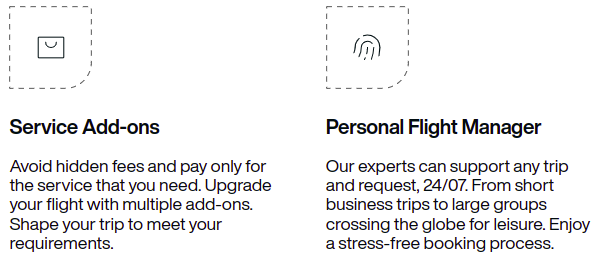 Service Add-ons
Avoid hidden fees and pay only for
the service that you need. Upgrade
your flight with multiple add-ons.
Shape your trip to meet your
requirements.
Personal Flight Manager
Our experts can support any trip
and request, 24/07. From short
business trips to large groups
crossing the globe for leisure. Enjoy
a stress-free booking process.